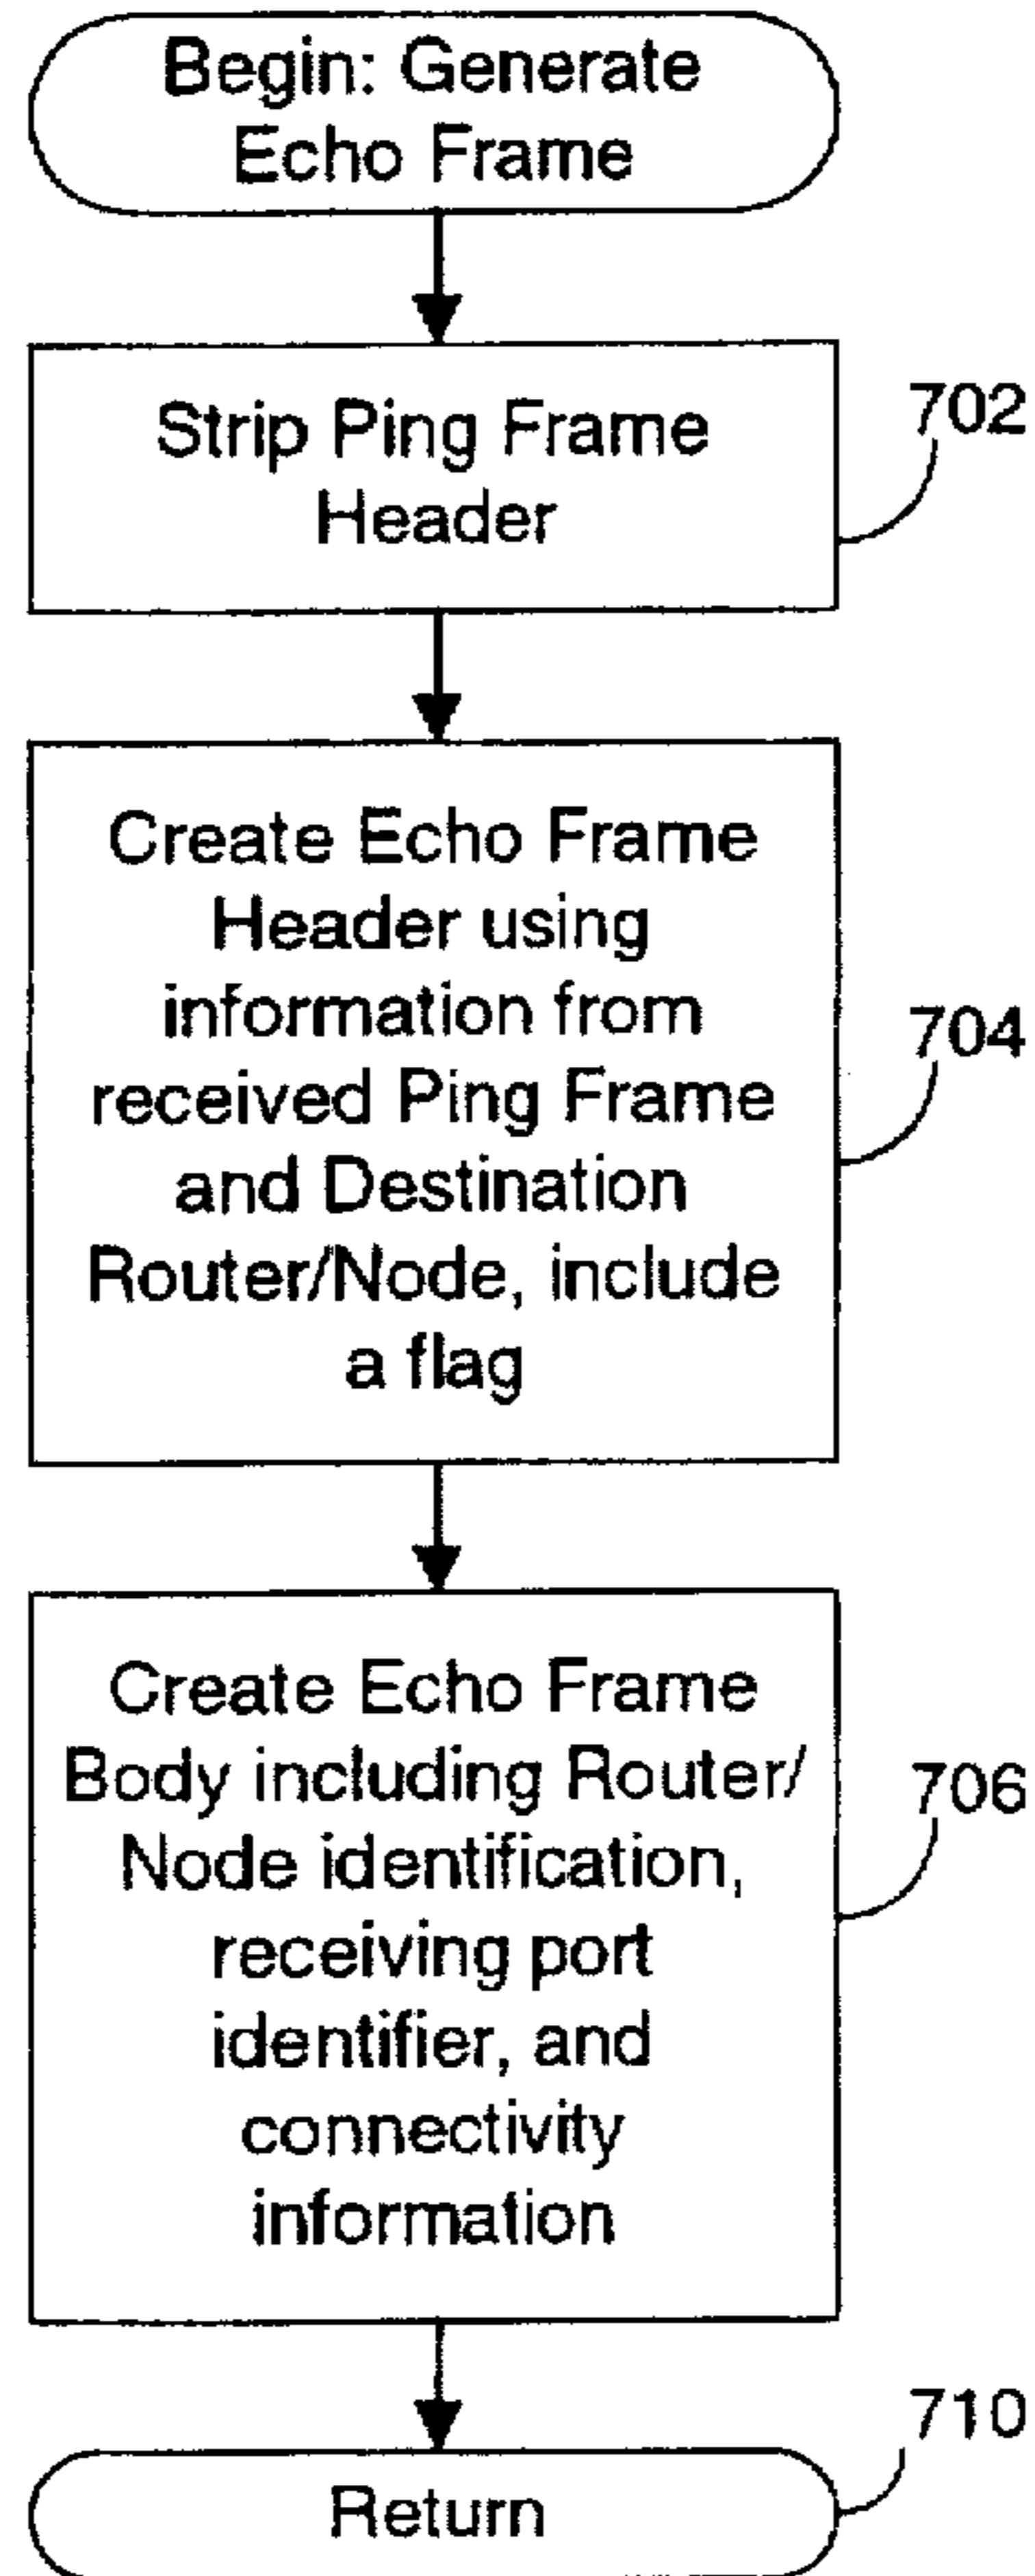 Begin: Generate
Echo Frame
Strip Ping Frame
Header
702
Create Echo Frame
Header using
information from
received Ping Frame
and Destination
Router/Node, include
a flag
704
Create Echo Frame
Body including Router/
Node identification,
receiving port
identifier, and
connectivity
information
706
Return
710